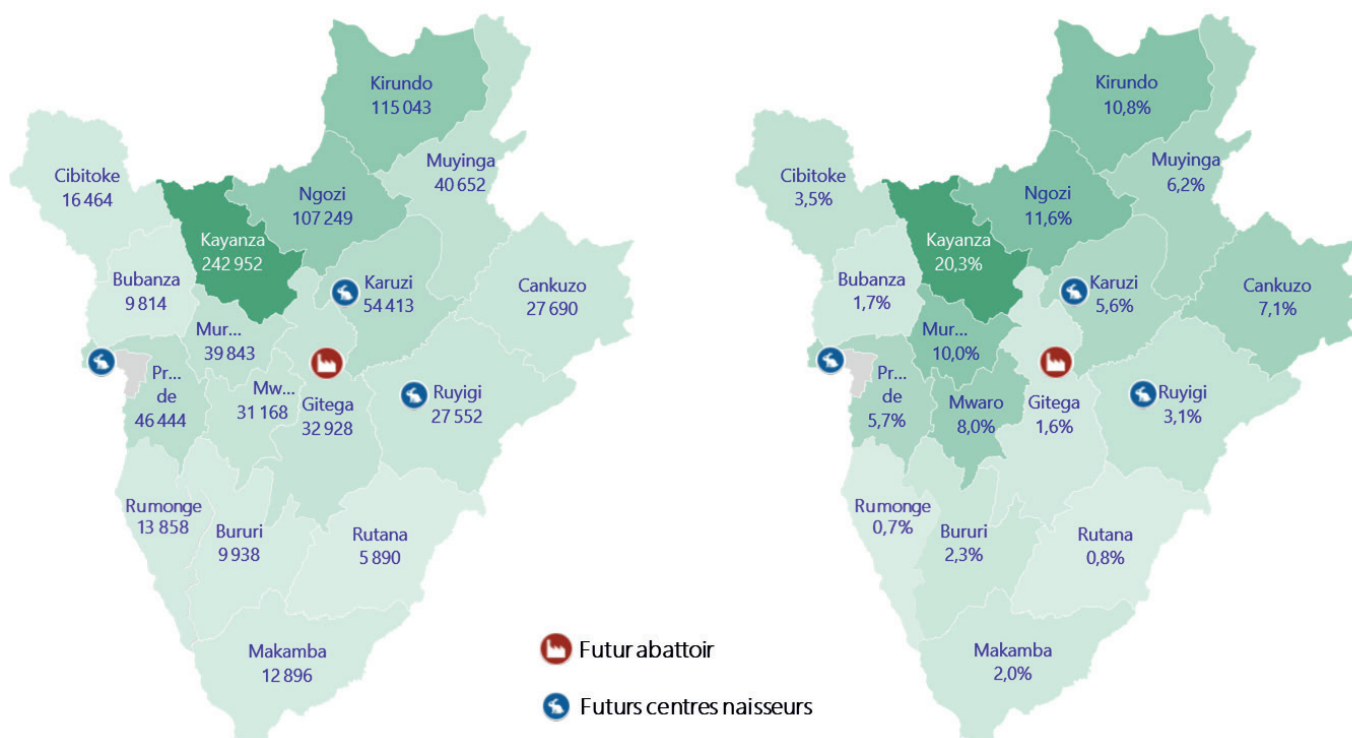 Kirundo
115 043
Cibitoke
16 464
Muyinga
40 652
Ngozi
107 249
Kayanza
242 952
Bubanza
9 814
Karuzi
54 413
Cankuzo
27 690
Mur...
39 843
Pr...
de
46 444
Mw...
31 168
Gitega
32 928
Ruyigi
27 552
Rumonge
13 858
Bururi
9 938
Rutana
5 890
Makamba
12 896
Kirundo
10,8%
Cibitoke
3,5%
Muyinga
6,2%
Ngozi
11,6%
Kayanza
20,3%
Bubanza
1,7%
Karuzi
5,6%
Cankuzo
7,1%
Mur...
10,0%
Pr...
de
5,7%
Mwaro
8,0%
Gitega
1,6%
Ruyigi
3,1%
Rumonge
0,7%
Bururi
2,3%
Rutana
0,8%
Makamba
2,0%
Futur abattoir
Futurs centres naisseurs